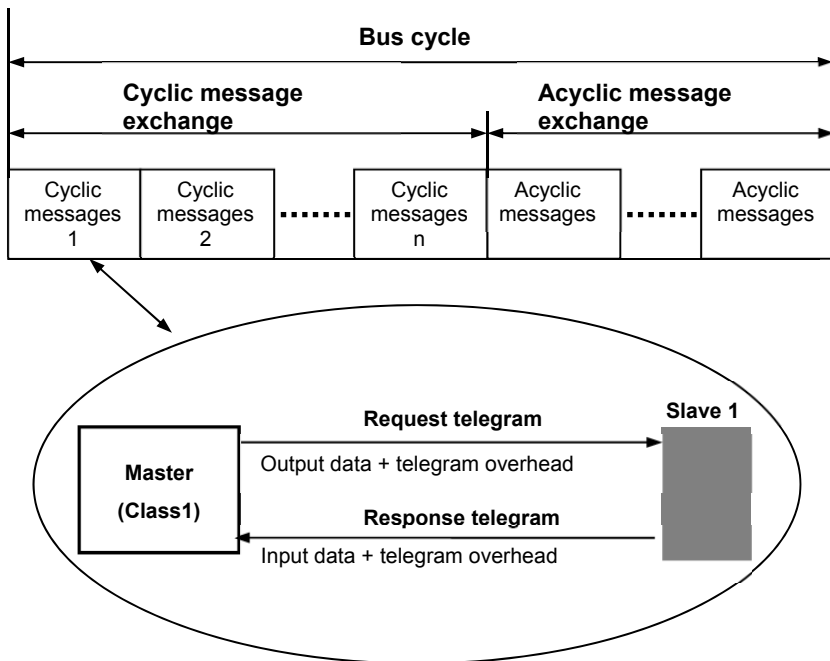 Bus cycle
Cyclic message
exchange
Acyclic message
exchange
Cyclic
messages
1
Cyclic
messages
2
Cyclic
messages
n
Acyclic
messages
Acyclic
messages
Master
(Class1)
Request telegram
Output data + telegram overhead
Response telegram
Input data + telegram overhead
Slave 1